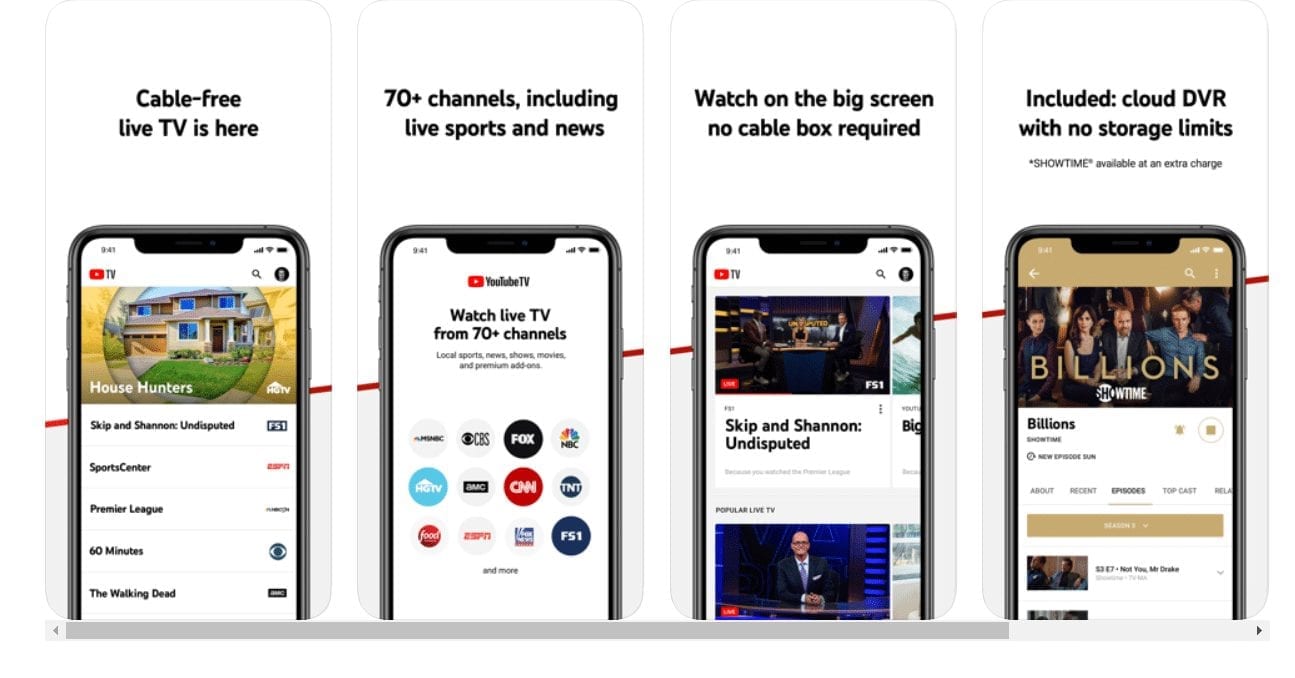 Cable-free
live TV is here
9:41
TV
House Hunters
HGTV
Skip and Shannon: Undisputed
FS1
SportsCenter
ESPN
Premier League
NBCSN
60 Minutes
The Walking Dead
amc
70+ channels, including
live sports and news
9:41
YouTubeTV
Watch live TV
from 70+ channels
Local sports, news, shows, movies,
and premium add-ons.
MSNBC
CBS
FOX
NBC
HGTV
amc
CNN
TNT
food
ESPN
FOX NEWS
FS1
and more
Watch on the big screen
no cable box required
9:41
TV
UNDISPUTED
LIVE
FS1
FS1
Skip and Shannon:
Undisputed
Because you watched the Premier League
YOUTU
Big
Becau
POPULAR LIVE TV
LIVE
Included: cloud DVR
with no storage limits
*SHOWTIME® available at an extra charge
9:41
BILLIONS
SHOWTIME
Billions
SHOWTIME
NEW EPISODE SUN
ABOUT RECENT EPISODES TOP CAST RELA
SEASON
S3 E7 • Not You, Mr Drake
Showtime • TV-MA